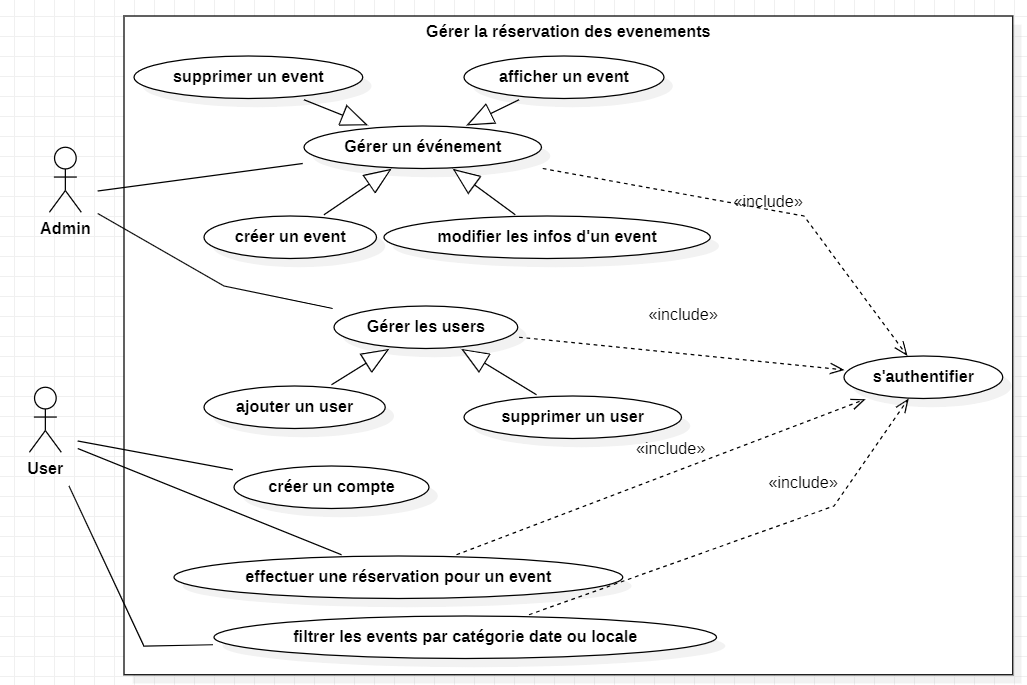 Gérer la réservation des evenements
supprimer un event
afficher un event
Gérer un événement
Admin
«include»
créer un event
modifier les infos d'un event
Gérer les users
«include»
s'authentifier
ajouter un user
supprimer un user
User
«include»
créer un compte
«include»
effectuer une réservation pour un event
filtrer les events par catégorie date ou locale